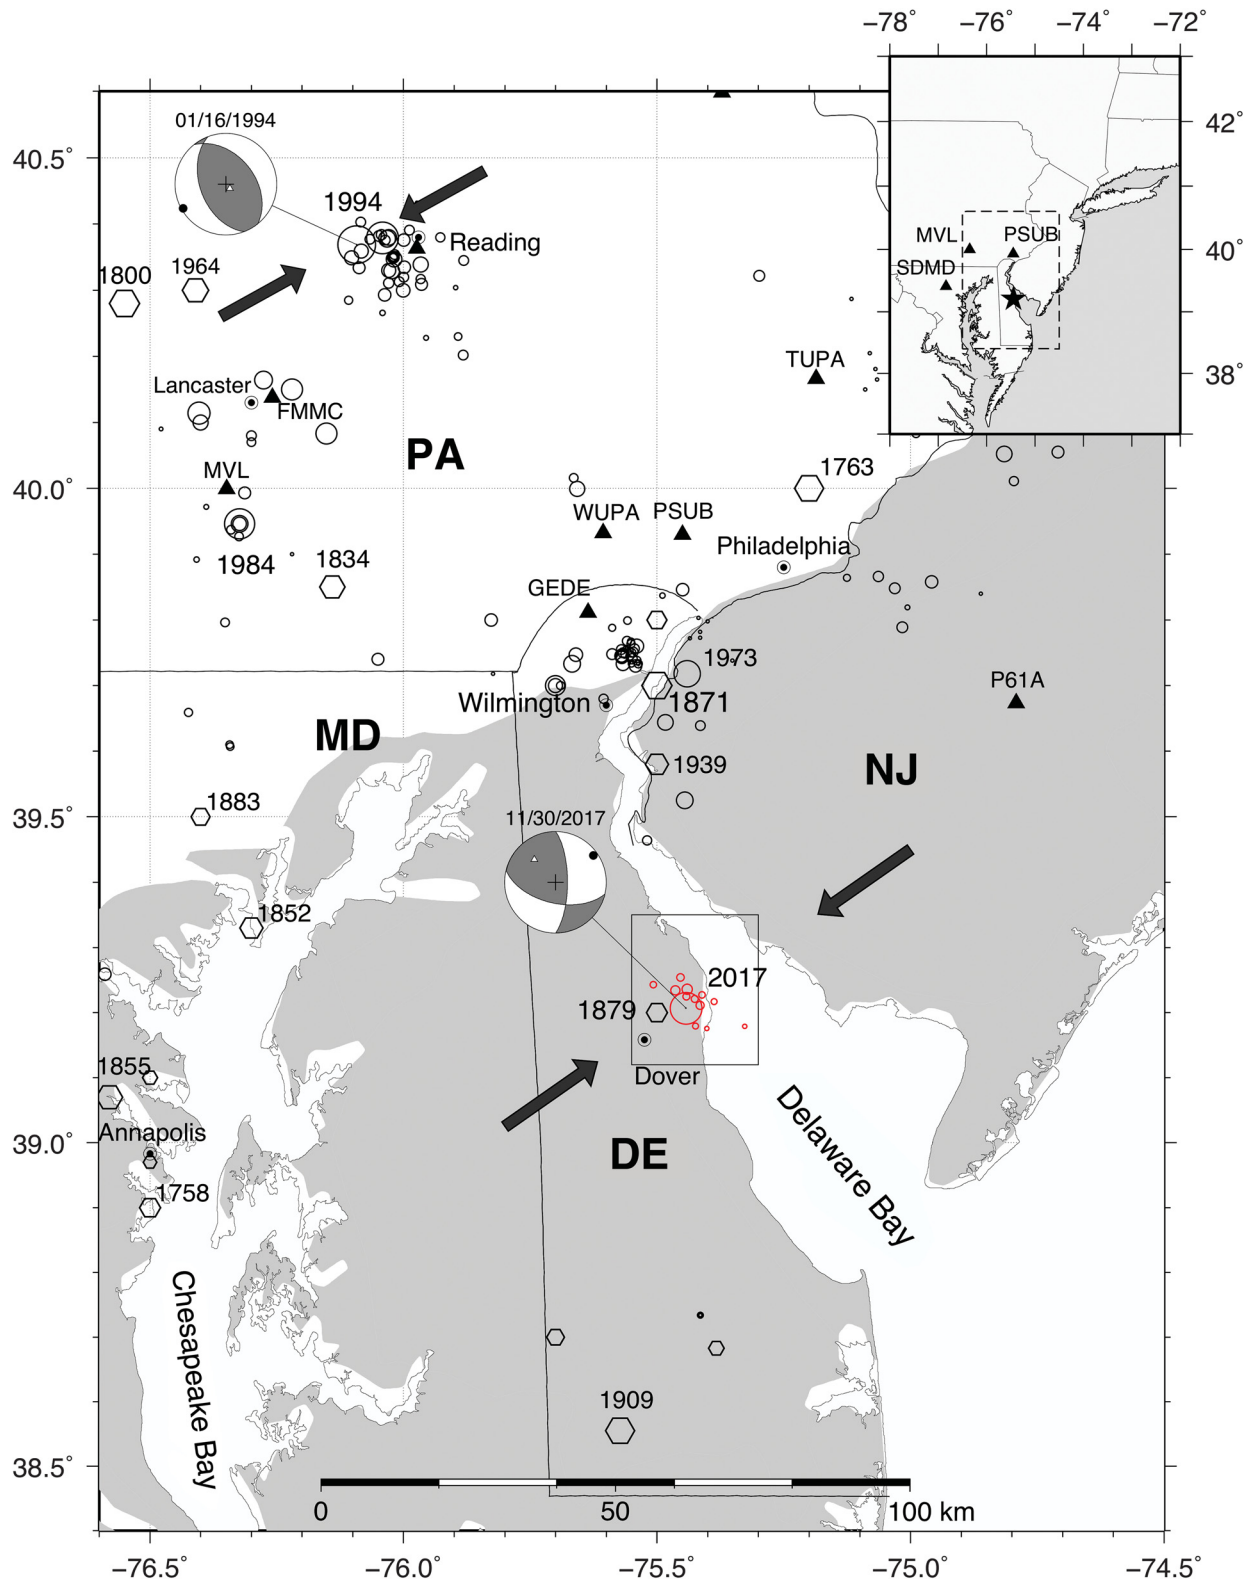 −78° −76° −74° −72°
42°
40°
38°
MVL
PSUB
SDMD
01/16/1994
40.5°
1994
Reading
1964
1800
TUPA
Lancaster
FMMC
PA
MVL
1763
40.0°
WUPA
PSUB
Philadelphia
1984
1834
GEDE
1973
P61A
Wilmington
1871
MD
NJ
1939
1883
39.5°
11/30/2017
1852
2017
1879
1855
Dover
Annapolis
39.0°
DE
Delaware Bay
1758
Chesapeake Bay
1909
38.5°
0 50 100 km
−76.5° −76.0° −75.5° −75.0° −74.5°